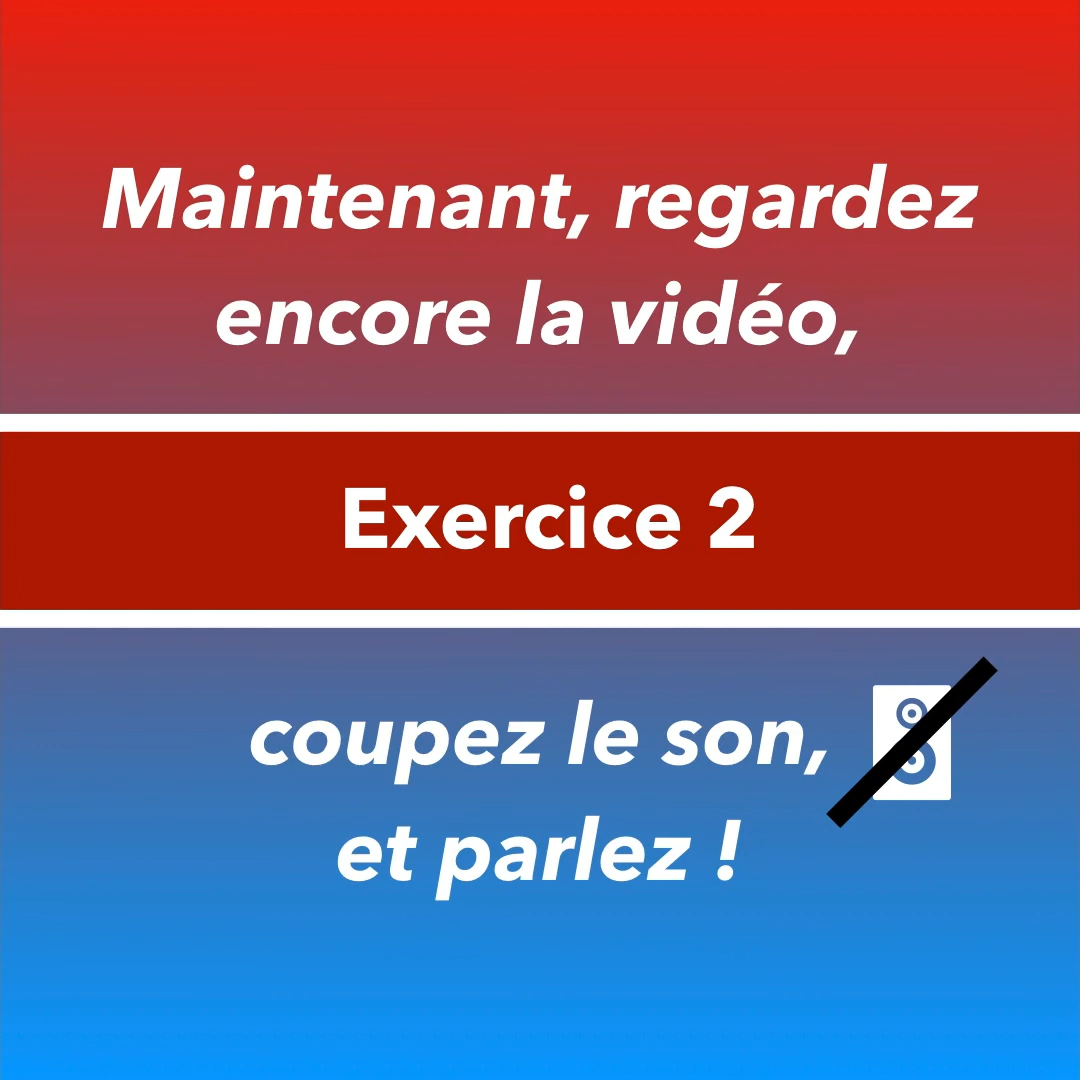 Maintenant, regardez
encore la vidéo,
Exercice 2
coupez le son,
et parlez !